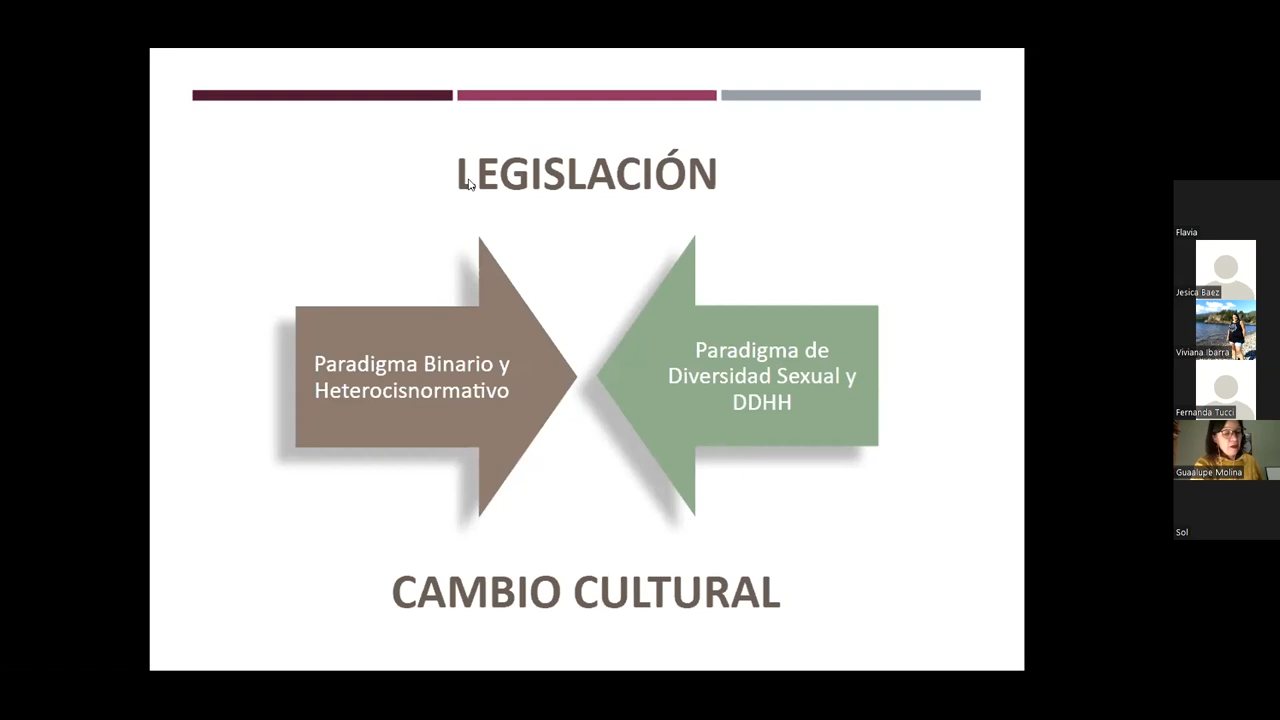 LEGISLACIÓN
Paradigma Binario y
Heterocisnormativo
Paradigma de
Diversidad Sexual y
DDHH
CAMBIO CULTURAL
Flavia
Jesica Baez
Viviana Ibarra
Fernanda Tucci
Guaalupe Molina
Sol